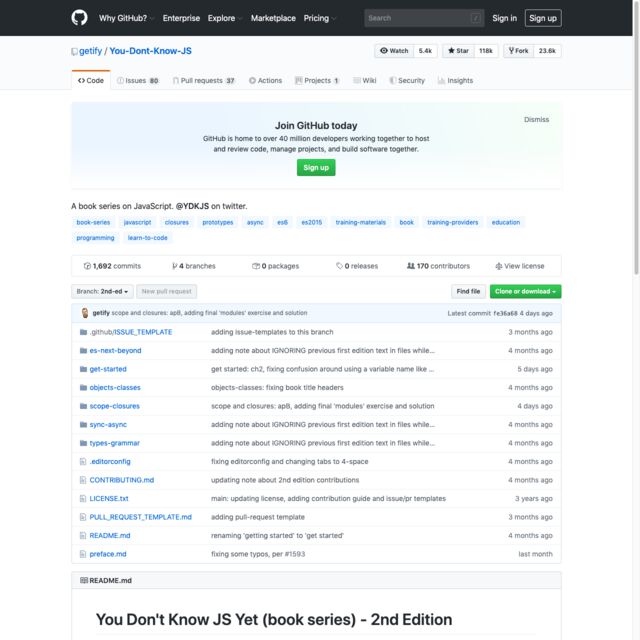 Why GitHub? Enterprise Explore Marketplace Pricing Search / Sign in Sign up
getify / You-Dont-Know-JS Watch 5.4k Star 118k Fork 23.6k
Code Issues 80 Pull requests 37 Actions Projects 1 Wiki Security Insights
Dismiss
Join GitHub today
GitHub is home to over 40 million developers working together to host
and review code, manage projects, and build software together.
Sign up
A book series on JavaScript. @YDKJS on twitter.
book-series javascript closures prototypes async es6 es2015 training-materials book training-providers education
programming learn-to-code
1,692 commits 4 branches 0 packages 0 releases 170 contributors View license
Branch: 2nd-ed New pull request Find file Clone or download
getify scope and closures: apB, adding final 'modules' exercise and solution Latest commit fe36a68 4 days ago
.github/ISSUE_TEMPLATE adding issue-templates to this branch 3 months ago
es-next-beyond adding note about IGNORING previous first edition text in files while... 4 months ago
get-started get started: ch2, fixing confusion around using a variable name like ... 5 days ago
objects-classes objects-classes: fixing book title headers 4 months ago
scope-closures scope and closures: apB, adding final 'modules' exercise and solution 4 days ago
sync-async adding note about IGNORING previous first edition text in files while... 4 months ago
types-grammar adding note about IGNORING previous first edition text in files while... 4 months ago
.editorconfig fixing editorconfig and changing tabs to 4-space 4 months ago
CONTRIBUTING.md updating note about 2nd edition contributions 4 months ago
LICENSE.txt main: updating license, adding contribution guide and issue/pr templates 3 years ago
PULL_REQUEST_TEMPLATE.md adding pull-request template 3 months ago
README.md renaming 'getting started' to 'get started' 4 months ago
preface.md fixing some typos, per #1593 last month
README.md
You Don't Know JS Yet (book series) - 2nd Edition